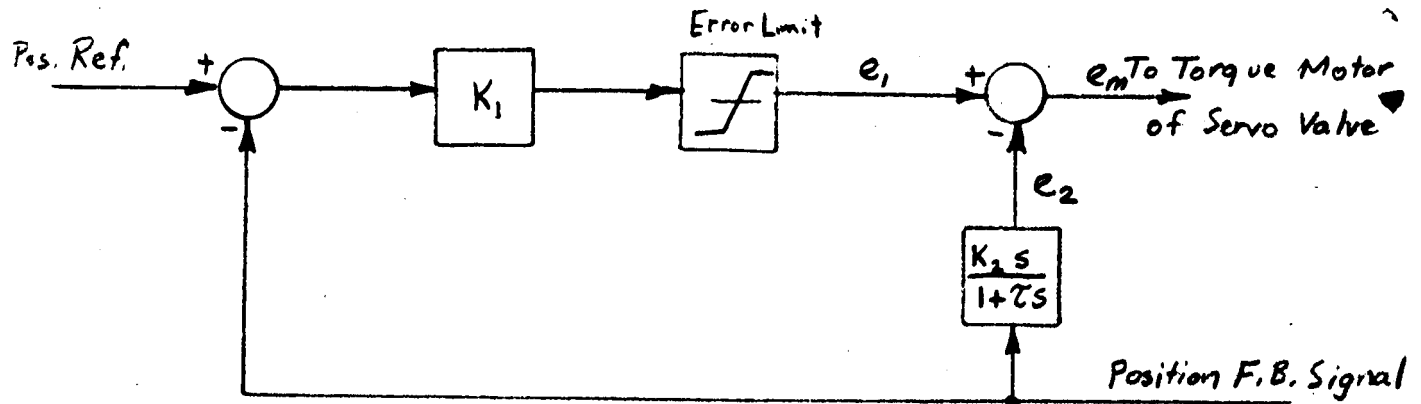 Error Limit
Pos. Ref.
+
-
K₁
e₁
+
-
eₘ To Torque Motor
of Servo Valve
e₂
K₂ s
1+τs
Position F.B. Signal